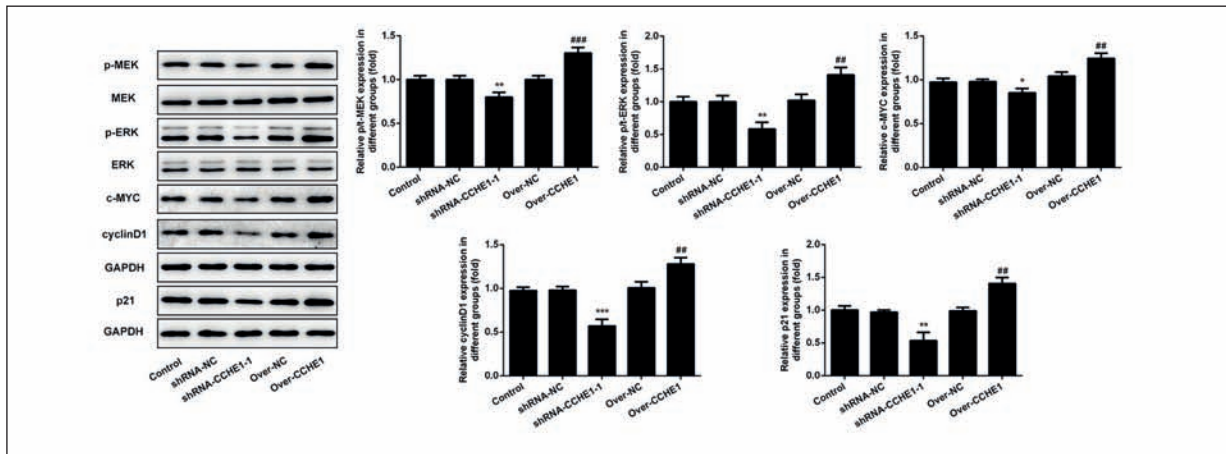 p-MEK
MEK
p-ERK
ERK
c-MYC
cyclinD1
GAPDH
p21
GAPDH
Control
shRNA-NC
shRNA-CCHE1-1
Over-NC
Over-CCHE1
Relative p/t-MEK expression in
different groups (fold)
1.5
1.0
0.5
0.0
**
###
Control
shRNA-NC
shRNA-CCHE1-1
Over-NC
Over-CCHE1
Relative p/t-ERK expression in
different groups (fold)
2.0
1.5
1.0
0.5
0.0
**
##
Control
shRNA-NC
shRNA-CCHE1-1
Over-NC
Over-CCHE1
Relative c-MYC expression in
different groups (fold)
1.5
1.0
0.5
0.0
*
##
Control
shRNA-NC
shRNA-CCHE1-1
Over-NC
Over-CCHE1
Relative cyclinD1 expression in
different groups (fold)
1.5
1.0
0.5
0.0
***
##
Control
shRNA-NC
shRNA-CCHE1-1
Over-NC
Over-CCHE1
Relative p21 expression in
different groups (fold)
2.0
1.5
1.0
0.5
0.0
**
##
Control
shRNA-NC
shRNA-CCHE1-1
Over-NC
Over-CCHE1